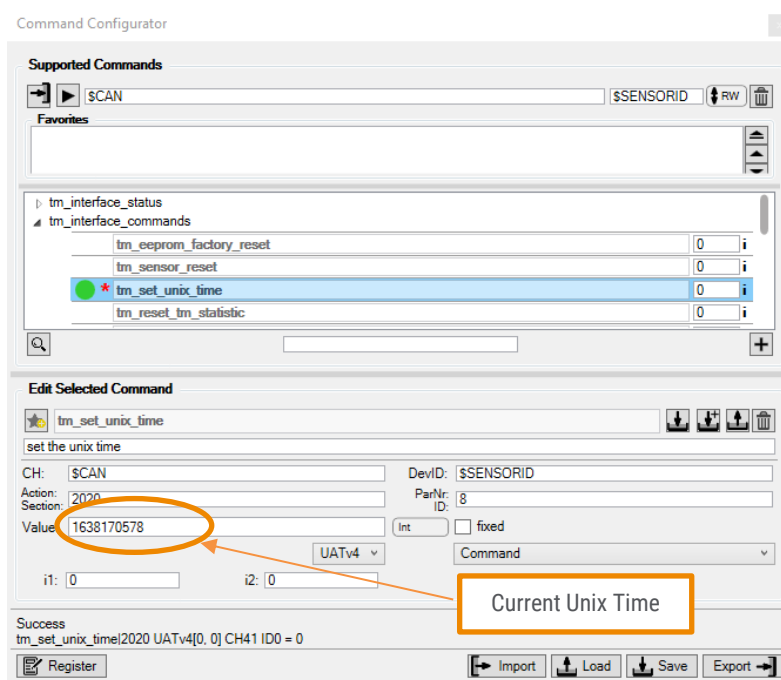 Command Configurator
Supported Commands
$CAN $SENSORID RW
Favorites
tm_interface_status
tm_interface_commands
tm_eeprom_factory_reset 0 i
tm_sensor_reset 0 i
* tm_set_unix_time 0 i
tm_reset_tm_statistic 0 i
+
Edit Selected Command
tm_set_unix_time
set the unix time
CH: $CAN DevID: $SENSORID
Action: Section: 2020 ParNr: ID: 8
Value: 1638170578 Int fixed
UATv4 Command
i1: 0 i2: 0
Current Unix Time
Success
tm_set_unix_time|2020 UATv4[0, 0] CH41 ID0 = 0
Register Import Load Save Export